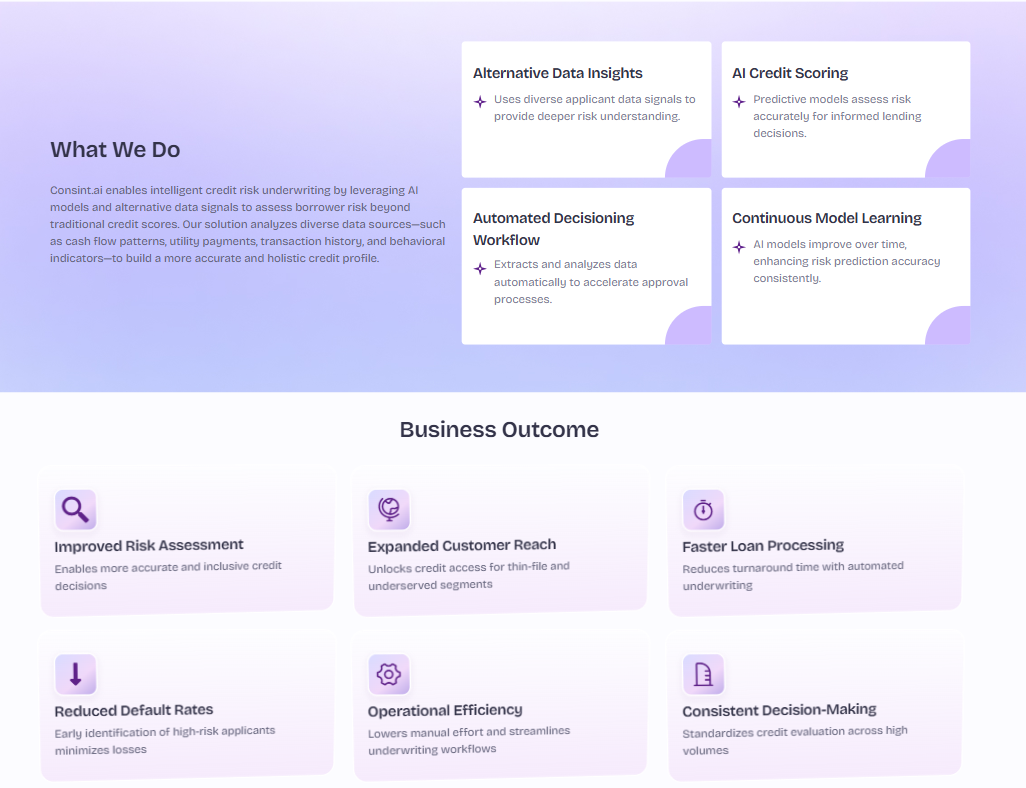 What We Do
Consint.ai enables intelligent credit risk underwriting by leveraging AI
models and alternative data signals to assess borrower risk beyond
traditional credit scores. Our solution analyzes diverse data sources—such
as cash flow patterns, utility payments, transaction history, and behavioral
indicators—to build a more accurate and holistic credit profile.
Alternative Data Insights
Uses diverse applicant data signals to
provide deeper risk understanding.
AI Credit Scoring
Predictive models assess risk
accurately for informed lending
decisions.
Automated Decisioning
Workflow
Extracts and analyzes data
automatically to accelerate approval
processes.
Continuous Model Learning
AI models improve over time,
enhancing risk prediction accuracy
consistently.
Business Outcome
Improved Risk Assessment
Enables more accurate and inclusive credit
decisions
Expanded Customer Reach
Unlocks credit access for thin-file and
underserved segments
Faster Loan Processing
Reduces turnaround time with automated
underwriting
Reduced Default Rates
Early identification of high-risk applicants
minimizes losses
Operational Efficiency
Lowers manual effort and streamlines
underwriting workflows
Consistent Decision-Making
Standardizes credit evaluation across high
volumes